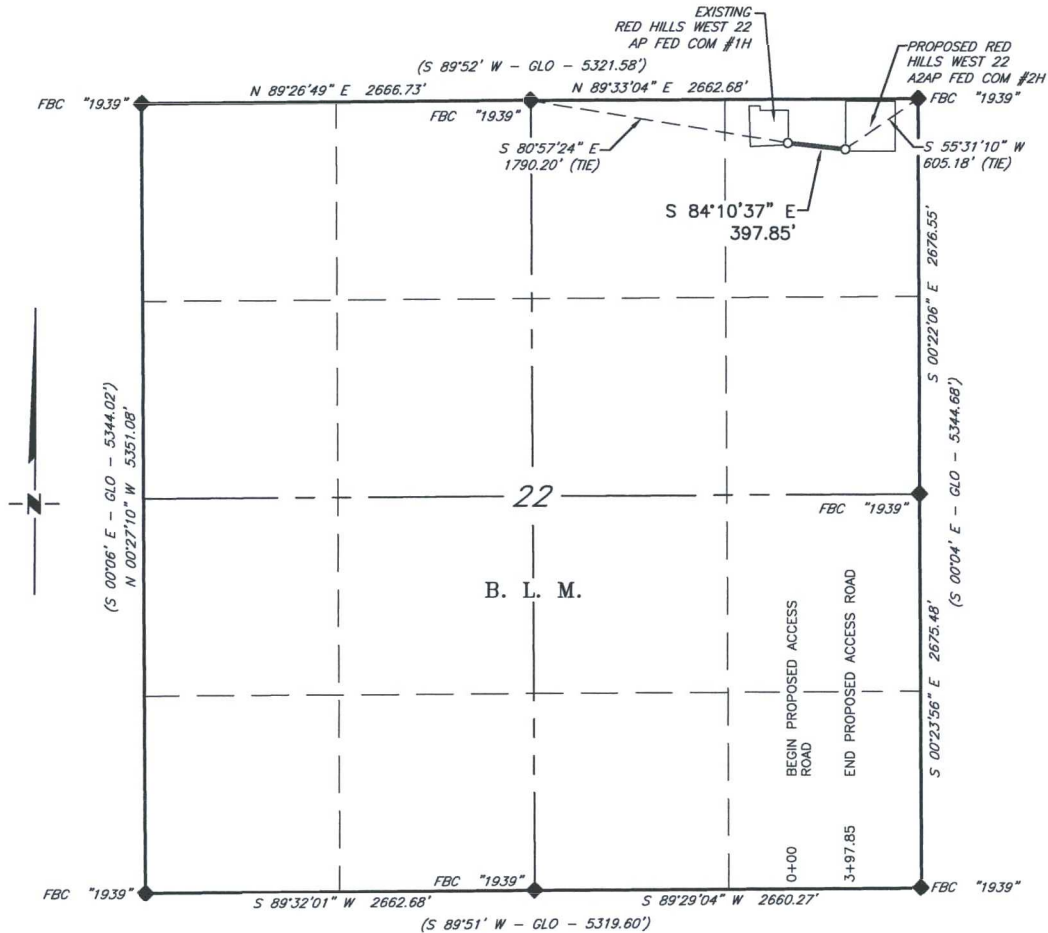 EXISTING
RED HILLS WEST 22
AP FED COM #1H
PROPOSED RED
HILLS WEST 22
A2AP FED COM #2H
(S 89°52' W - GLO - 5321.58')
FBC "1939"
N 89°26'49" E 2666.73'
N 89°33'04" E 2662.68'
FBC "1939"
FBC "1939"
S 80°57'24" E
1790.20' (TIE)
S 55°31'10" W
605.18' (TIE)
S 84°10'37" E
397.85'
S 00°22'06" E 2676.55'
(S 00°06' E - GLO - 5344.02')
N 00°27'10" W 5351.08'
(S 00°04' E - GLO - 5344.68')
N
22
FBC "1939"
B. L. M.
0+00 BEGIN PROPOSED ACCESS
ROAD
3+97.85 END PROPOSED ACCESS ROAD
S 00°23'56" E 2675.48'
FBC "1939"
FBC "1939"
FBC "1939"
S 89°32'01" W 2662.68'
S 89°29'04" W 2660.27'
(S 89°51' W - GLO - 5319.60')